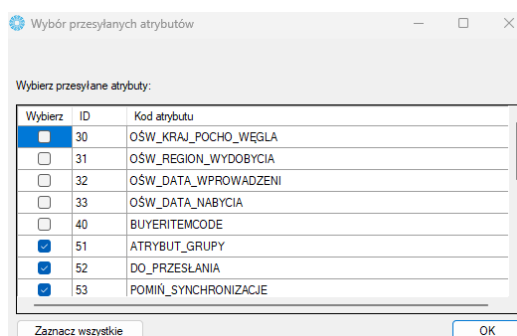 Wybór przesyłanych atrybutów
Wybierz przesyłane atrybuty:
Wybierz ID Kod atrybutu
30 OŚW_KRAJ_POCHO_WĘGLA
31 OŚW_REGION_WYDOBYCIA
32 OŚW_DATA_WPROWADZENI
33 OŚW_DATA_NABYCIA
40 BUYERITEMCODE
51 ATRYBUT_GRUPY
52 DO_PRZESŁANIA
53 POMIŃ_SYNCHRONIZACJE
Zaznacz wszystkie OK